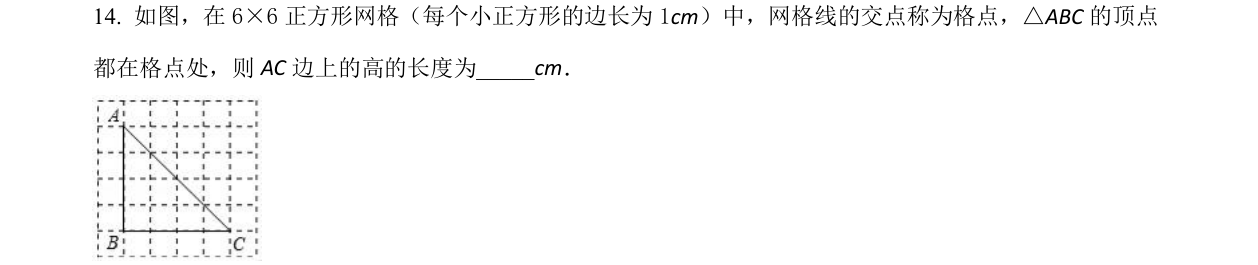 14. 如图，在 6×6 正方形网格（每个小正方形的边长为 1cm）中，网格线的交点称为格点，△ABC 的顶点
都在格点处，则 AC 边上的高的长度为_____cm．
A
B
C